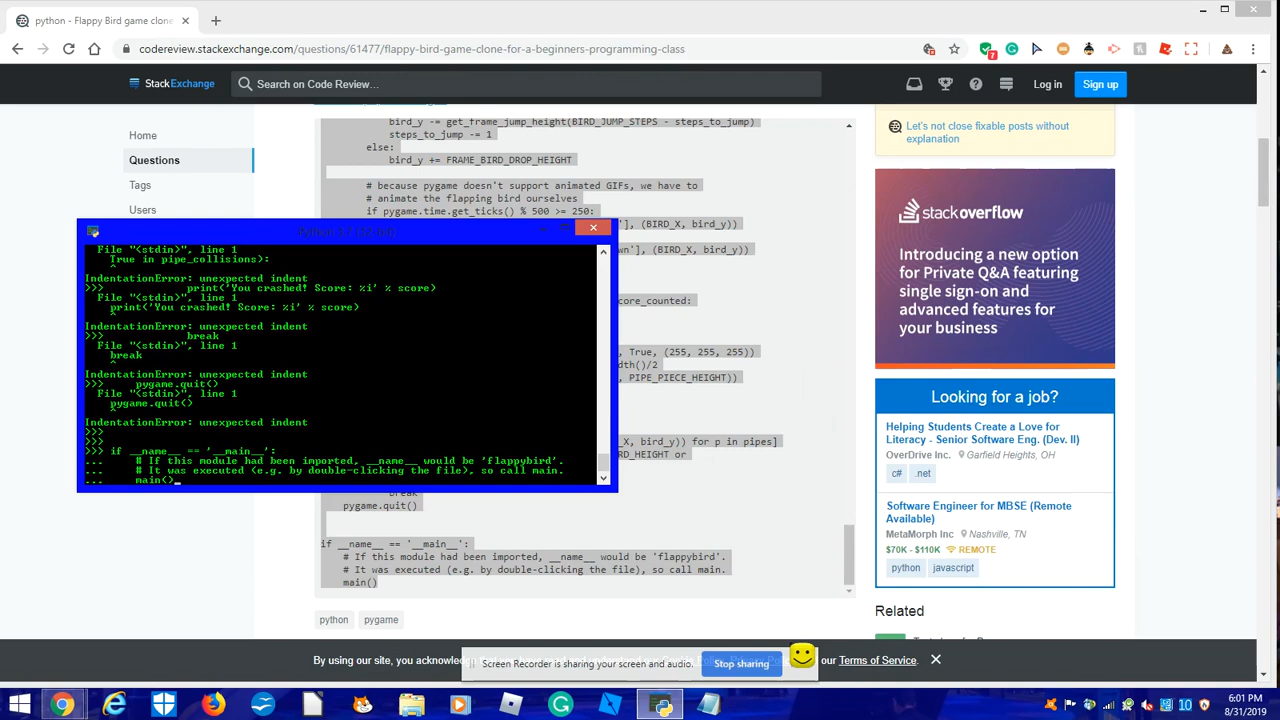 python - Flappy Bird game clone
codereview.stackexchange.com/questions/61477/flappy-bird-game-clone-for-a-beginners-programming-class
7
StackExchange
Search on Code Review…
Log in
Sign up
Home
Questions
Tags
Users
bird_y -= get_frame_jump_height(BIRD_JUMP_STEPS - steps_to_jump)
steps_to_jump -= 1
else:
bird_y += FRAME_BIRD_DROP_HEIGHT
# because pygame doesn't support animated GIFs, we have to
# animate the flapping bird ourselves
if pygame.time.get_ticks() % 500 >= 250:
'], (BIRD_X, bird_y))
wn'], (BIRD_X, bird_y))
core_counted:
, True, (255, 255, 255))
dth()/2
, PIPE_PIECE_HEIGHT))
_X, bird_y)) for p in pipes]
RD_HEIGHT or
break
pygame.quit()
if __name__ == '__main__':
# If this module had been imported, __name__ would be 'flappybird'.
# It was executed (e.g. by double-clicking the file), so call main.
main()
python
pygame
File "<stdin>", line 1
True in pipe_collisions):
^
IndentationError: unexpected indent
>>> print('You crashed! Score: %i' % score)
File "<stdin>", line 1
print('You crashed! Score: %i' % score)
^
IndentationError: unexpected indent
>>> break
File "<stdin>", line 1
break
^
IndentationError: unexpected indent
>>> pygame.quit()
File "<stdin>", line 1
pygame.quit()
^
IndentationError: unexpected indent
>>>
>>>
>>> if __name__ == '__main__':
... # If this module had been imported, __name__ would be 'flappybird'.
... # It was executed (e.g. by double-clicking the file), so call main.
... main()
Let's not close fixable posts without
explanation
stackoverflow
Introducing a new option
for Private Q&A featuring
single sign-on and
advanced features for
your business
Looking for a job?
Helping Students Create a Love for
Literacy - Senior Software Eng. (Dev. II)
OverDrive Inc. Garfield Heights, OH
c# .net
Software Engineer for MBSE (Remote
Available)
MetaMorph Inc Nashville, TN
$70K - $110K REMOTE
python javascript
Related
By using our site, you acknowled
our Terms of Service.
Screen Recorder is sharing your screen and audio.
Stop sharing
10
6:01 PM
8/31/2019